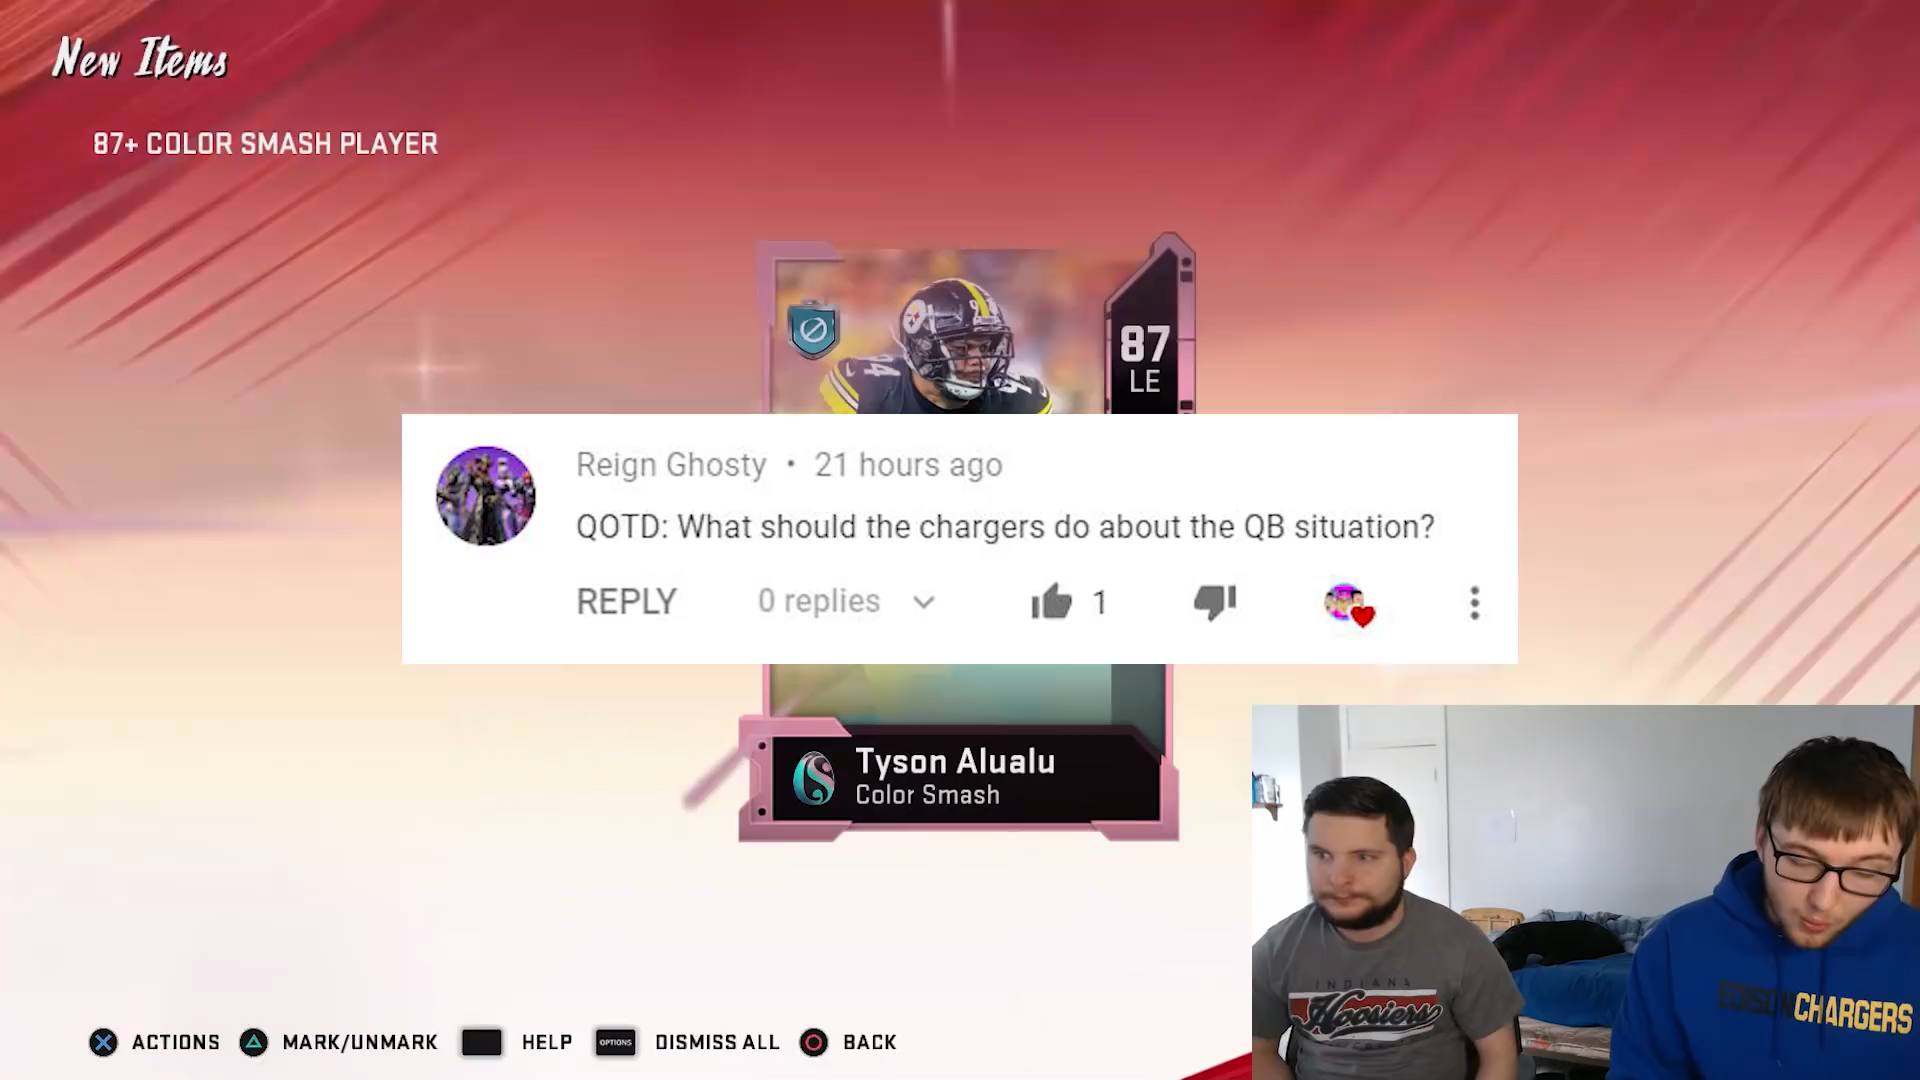 New Items
87+ COLOR SMASH PLAYER
87
LE
94
Reign Ghosty • 21 hours ago
QOTD: What should the chargers do about the QB situation?
REPLY 0 replies 1
Tyson Alualu
Color Smash
INDIANA
Hoosiers
EDISON CHARGERS
ACTIONS MARK/UNMARK HELP OPTIONS DISMISS ALL BACK